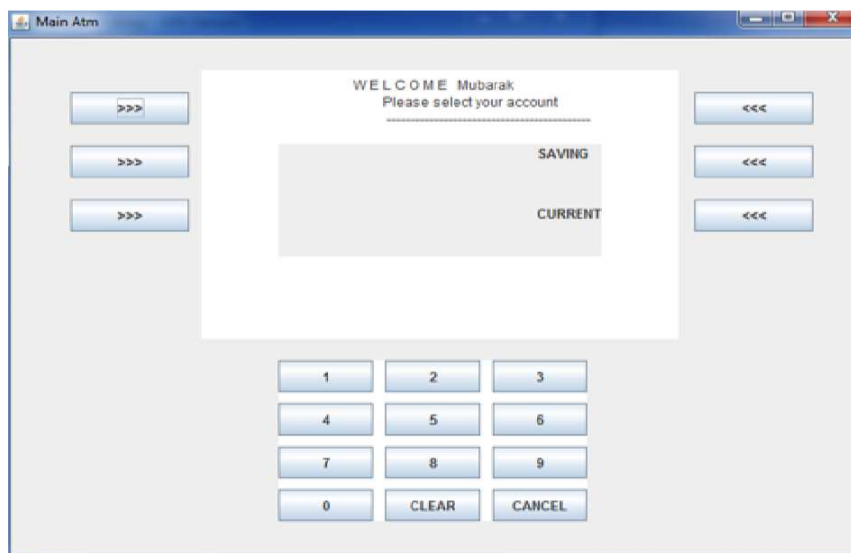 Main Atm
W E L C O M E Mubarak
Please select your account
--------------------------------------------
>>> <<<
>>> SAVING <<<
>>> CURRENT <<<
1 2 3
4 5 6
7 8 9
0 CLEAR CANCEL